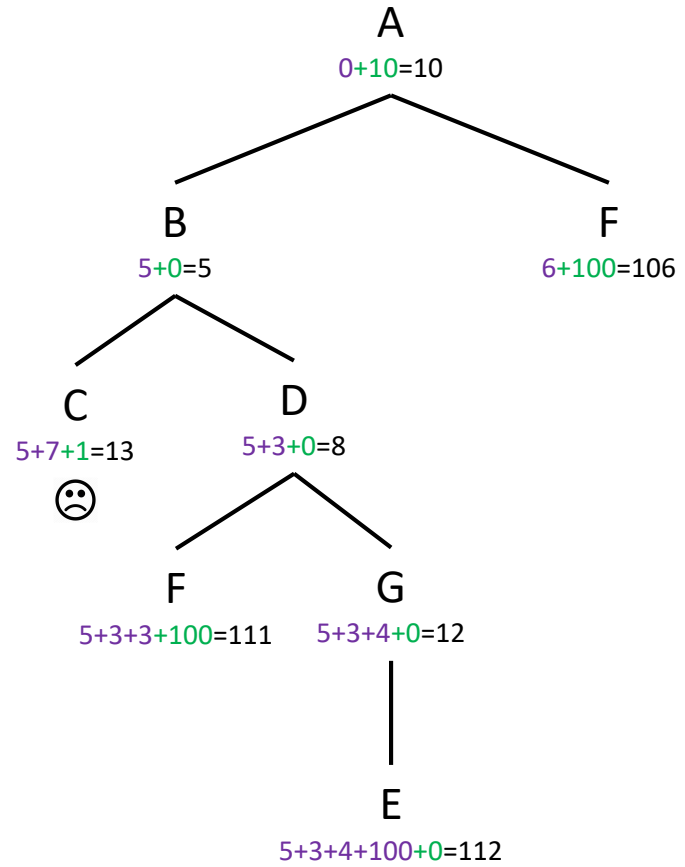 A
0+10=10
B
F
5+0=5
6+100=106
C
D
5+7+1=13
5+3+0=8
F
G
5+3+3+100=111
5+3+4+0=12
E
5+3+4+100+0=112